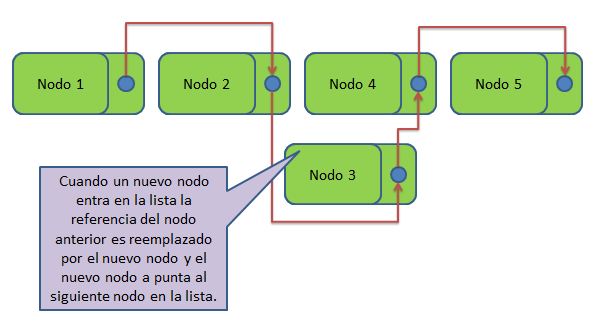 Nodo 1
Nodo 2
Nodo 4
Nodo 5
Nodo 3
Cuando un nuevo nodo
entra en la lista la
referencia del nodo
anterior es reemplazado
por el nuevo nodo y el
nuevo nodo a punta al
siguiente nodo en la lista.